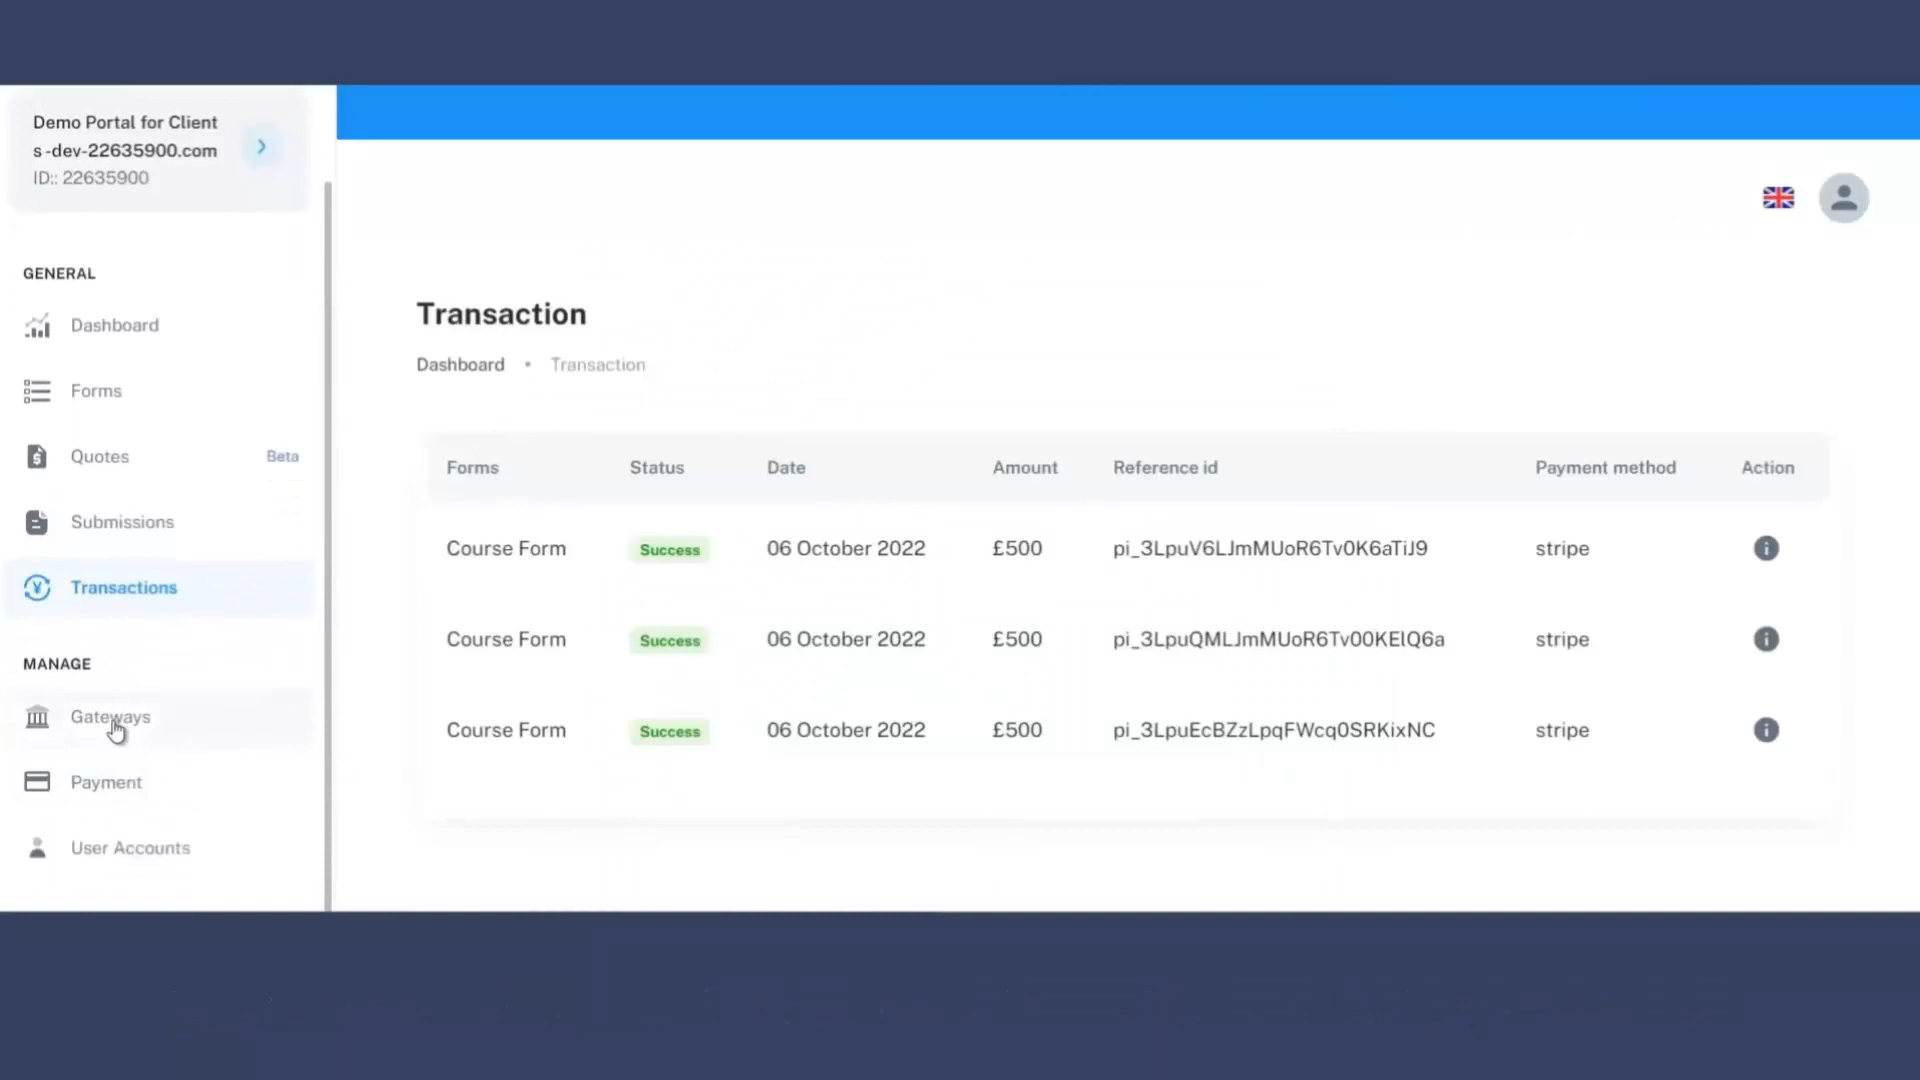 Demo Portal for Client
s -dev-22635900.com
ID:: 22635900
GENERAL
Dashboard
Forms
Quotes Beta
Submissions
Transactions
MANAGE
Gateways
Payment
User Accounts
Transaction
Dashboard • Transaction
Forms Status Date Amount Reference id Payment method Action
Course Form Success 06 October 2022 £500 pi_3LpuV6LJmMUoR6Tv0K6aTiJ9 stripe
Course Form Success 06 October 2022 £500 pi_3LpuQMLJmMUoR6Tv00KElQ6a stripe
Course Form Success 06 October 2022 £500 pi_3LpuEcBZzLpqFWcq0SRKixNC stripe